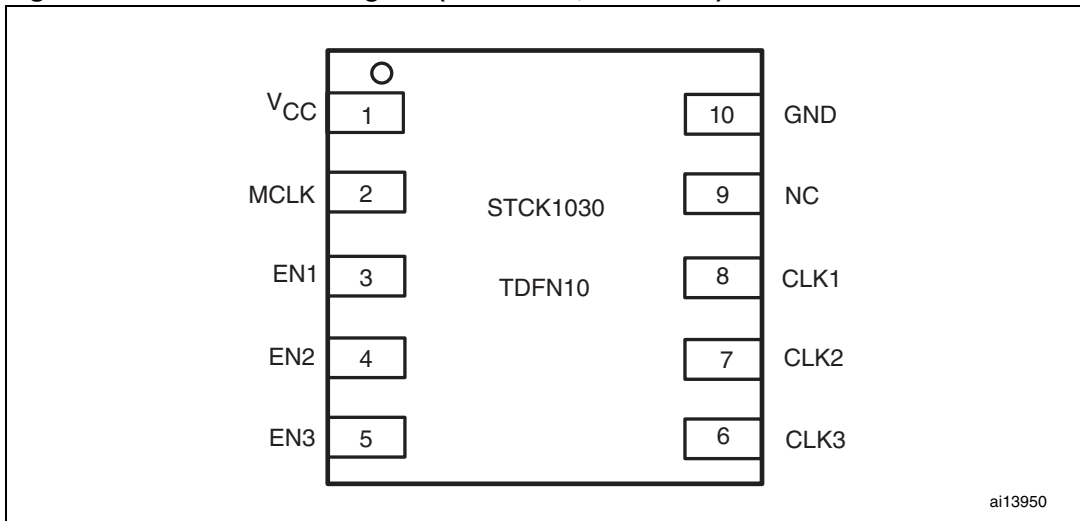 VCC 1 10 GND
MCLK 2 9 NC
STCK1030
EN1 3 8 CLK1
TDFN10
EN2 4 7 CLK2
EN3 5 6 CLK3
ai13950